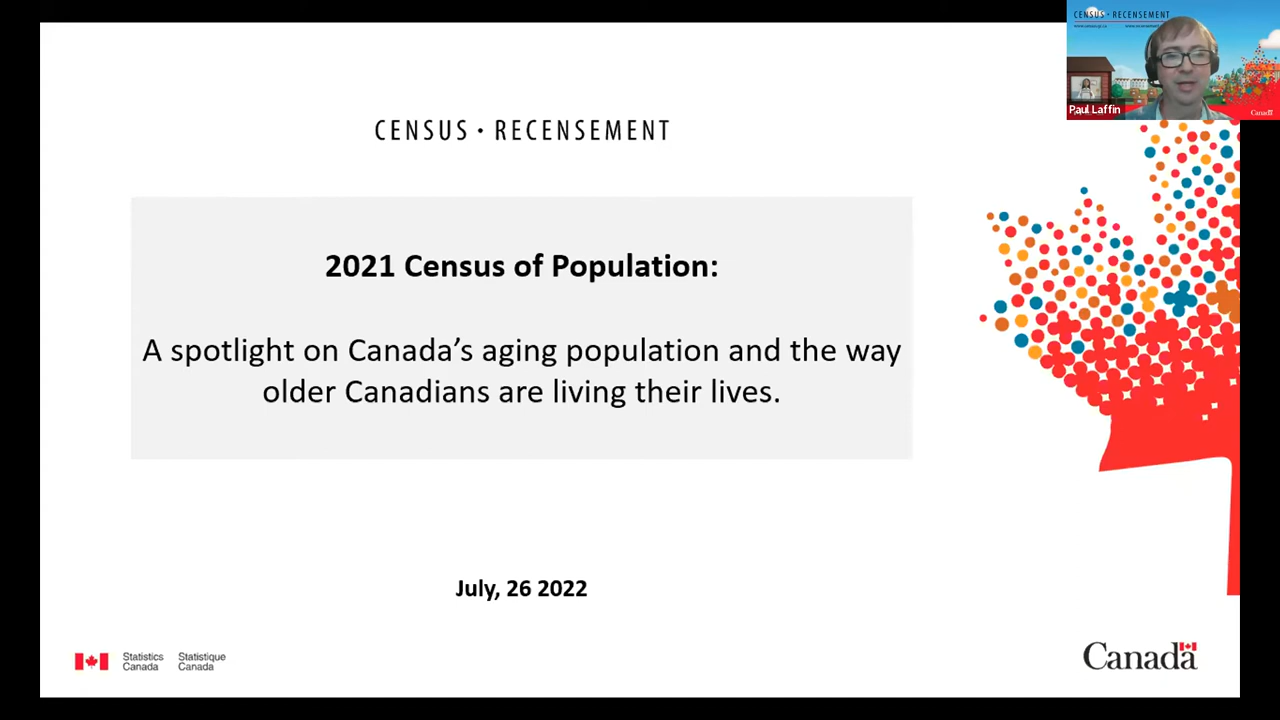 CENSUS • RECENSEMENT
Paul Laffin
Canada
CENSUS • RECENSEMENT
2021 Census of Population:
A spotlight on Canada’s aging population and the way
older Canadians are living their lives.
July, 26 2022
Statistics Statistique
Canada Canada
Canada